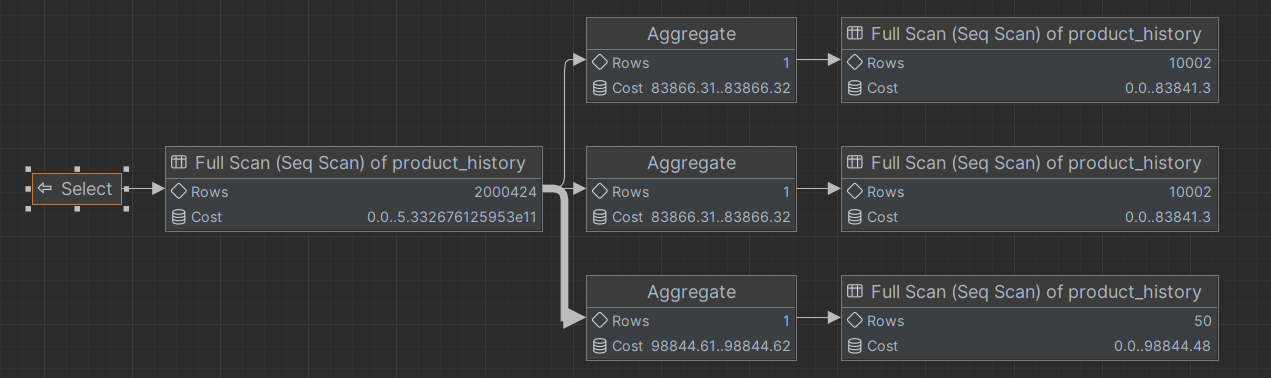 Select
Full Scan (Seq Scan) of product_history
Rows 2000424
Cost 0.0..5.332676125953e11
Aggregate
Rows 1
Cost 83866.31..83866.32
Full Scan (Seq Scan) of product_history
Rows 10002
Cost 0.0..83841.3
Aggregate
Rows 1
Cost 83866.31..83866.32
Full Scan (Seq Scan) of product_history
Rows 10002
Cost 0.0..83841.3
Aggregate
Rows 1
Cost 98844.61..98844.62
Full Scan (Seq Scan) of product_history
Rows 50
Cost 0.0..98844.48